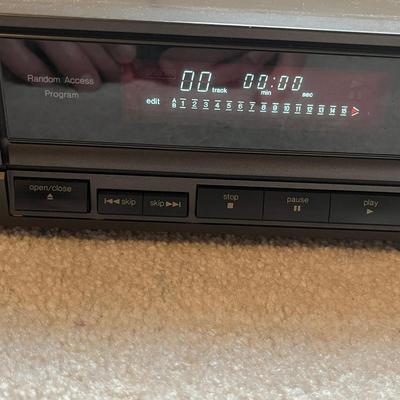 Random Access
Program
00 track 00:00
min sec
edit A B 1 2 3 4 5 6 7 8 9 10 11 12 13 14 15
open/close
skip skip
stop pause play